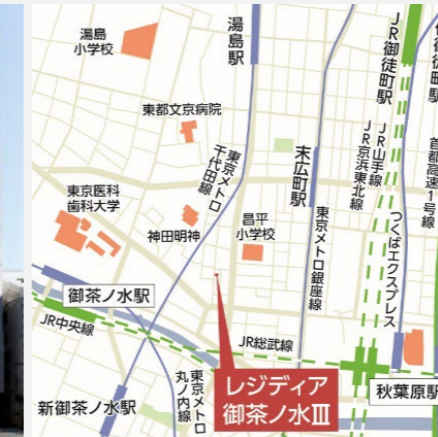 湯島
小学校
湯島駅
JR御徒町駅
仲御徒町駅
東都文京病院
東京メトロ
千代田線
末広町駅
JR山手線
JR京浜東北線
首都高速1号線
東京医科
歯科大学
神田明神
昌平
小学校
東京メトロ銀座線
つくばエクスプレス
御茶ノ水駅
JR中央線
JR総武線
新御茶ノ水駅
東京メトロ
丸ノ内線
レジディア
御茶ノ水Ⅲ
秋葉原駅